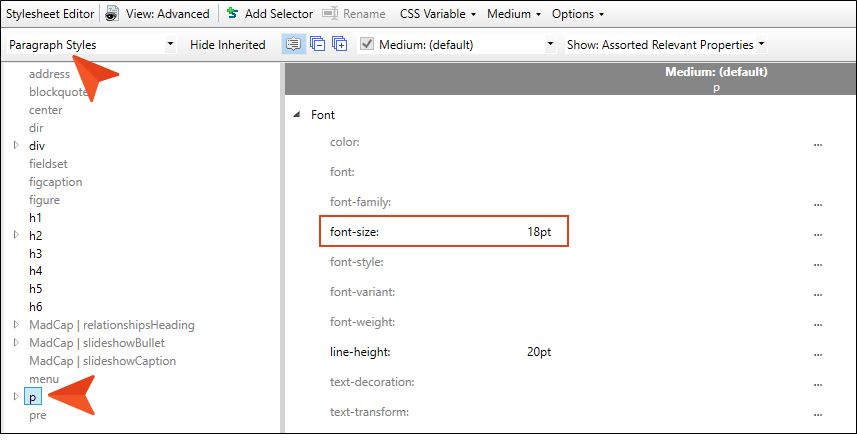 Stylesheet Editor View: Advanced Add Selector Rename CSS Variable Medium Options
Paragraph Styles Hide Inherited Medium: (default) Show: Assorted Relevant Properties
address
blockquote
center
dir
div
fieldset
figcaption
figure
h1
h2
h3
h4
h5
h6
MadCap | relationshipsHeading
MadCap | slideshowBullet
MadCap | slideshowCaption
menu
p
pre
Medium: (default)
p
Font
color: ...
font:
font-family: ...
font-size: 18pt ...
font-style: ...
font-variant: ...
font-weight: ...
line-height: 20pt ...
text-decoration: ...
text-transform: ...